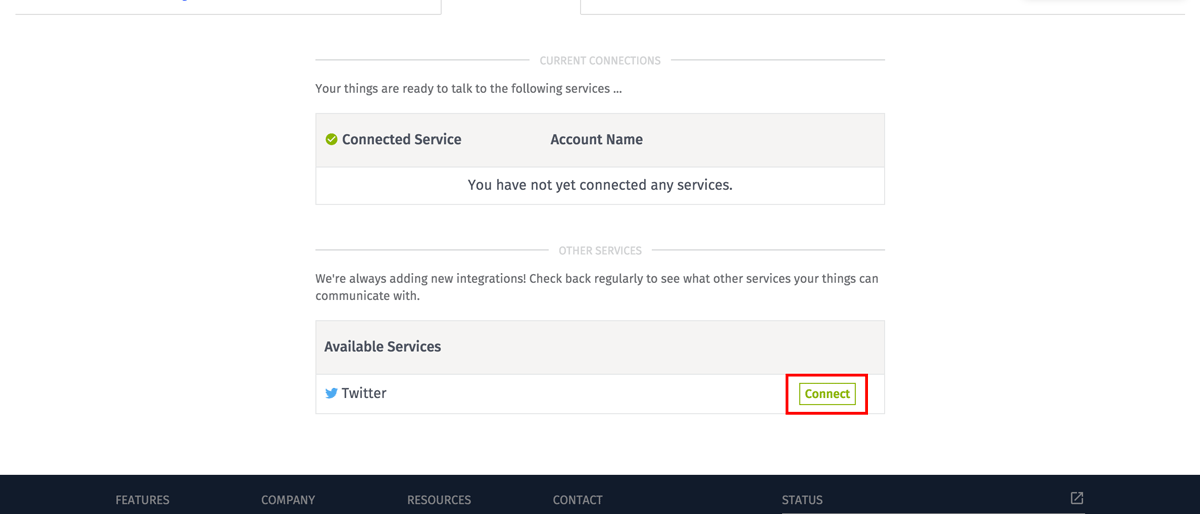 CURRENT CONNECTIONS
Your things are ready to talk to the following services ...
Connected Service Account Name
You have not yet connected any services.
OTHER SERVICES
We're always adding new integrations! Check back regularly to see what other services your things can
communicate with.
Available Services
Twitter Connect
FEATURES COMPANY RESOURCES CONTACT STATUS